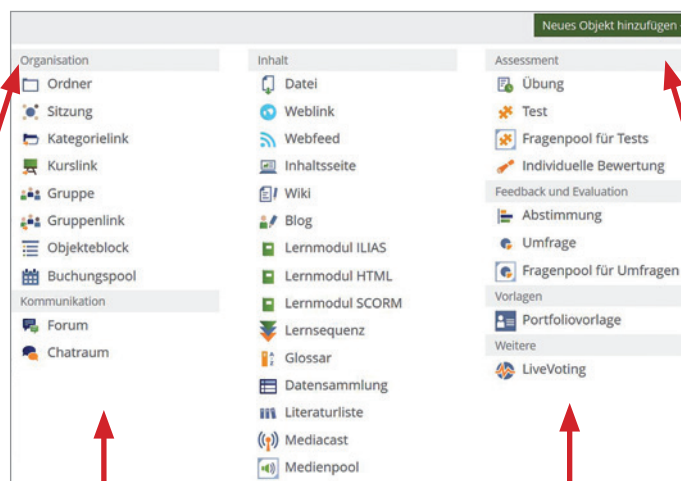 Neues Objekt hinzufügen
Organisation
Ordner
Sitzung
Kategorielink
Kurslink
Gruppe
Gruppenlink
Objekteblock
Buchungspool
Kommunikation
Forum
Chatraum
Inhalt
Datei
Weblink
Webfeed
Inhaltsseite
Wiki
Blog
Lernmodul ILIAS
Lernmodul HTML
Lernmodul SCORM
Lernsequenz
Glossar
Datensammlung
Literaturliste
Mediacast
Medienpool
Assessment
Übung
Test
Fragenpool für Tests
Individuelle Bewertung
Feedback und Evaluation
Abstimmung
Umfrage
Fragenpool für Umfragen
Vorlagen
Portfoliovorlage
Weitere
LiveVoting